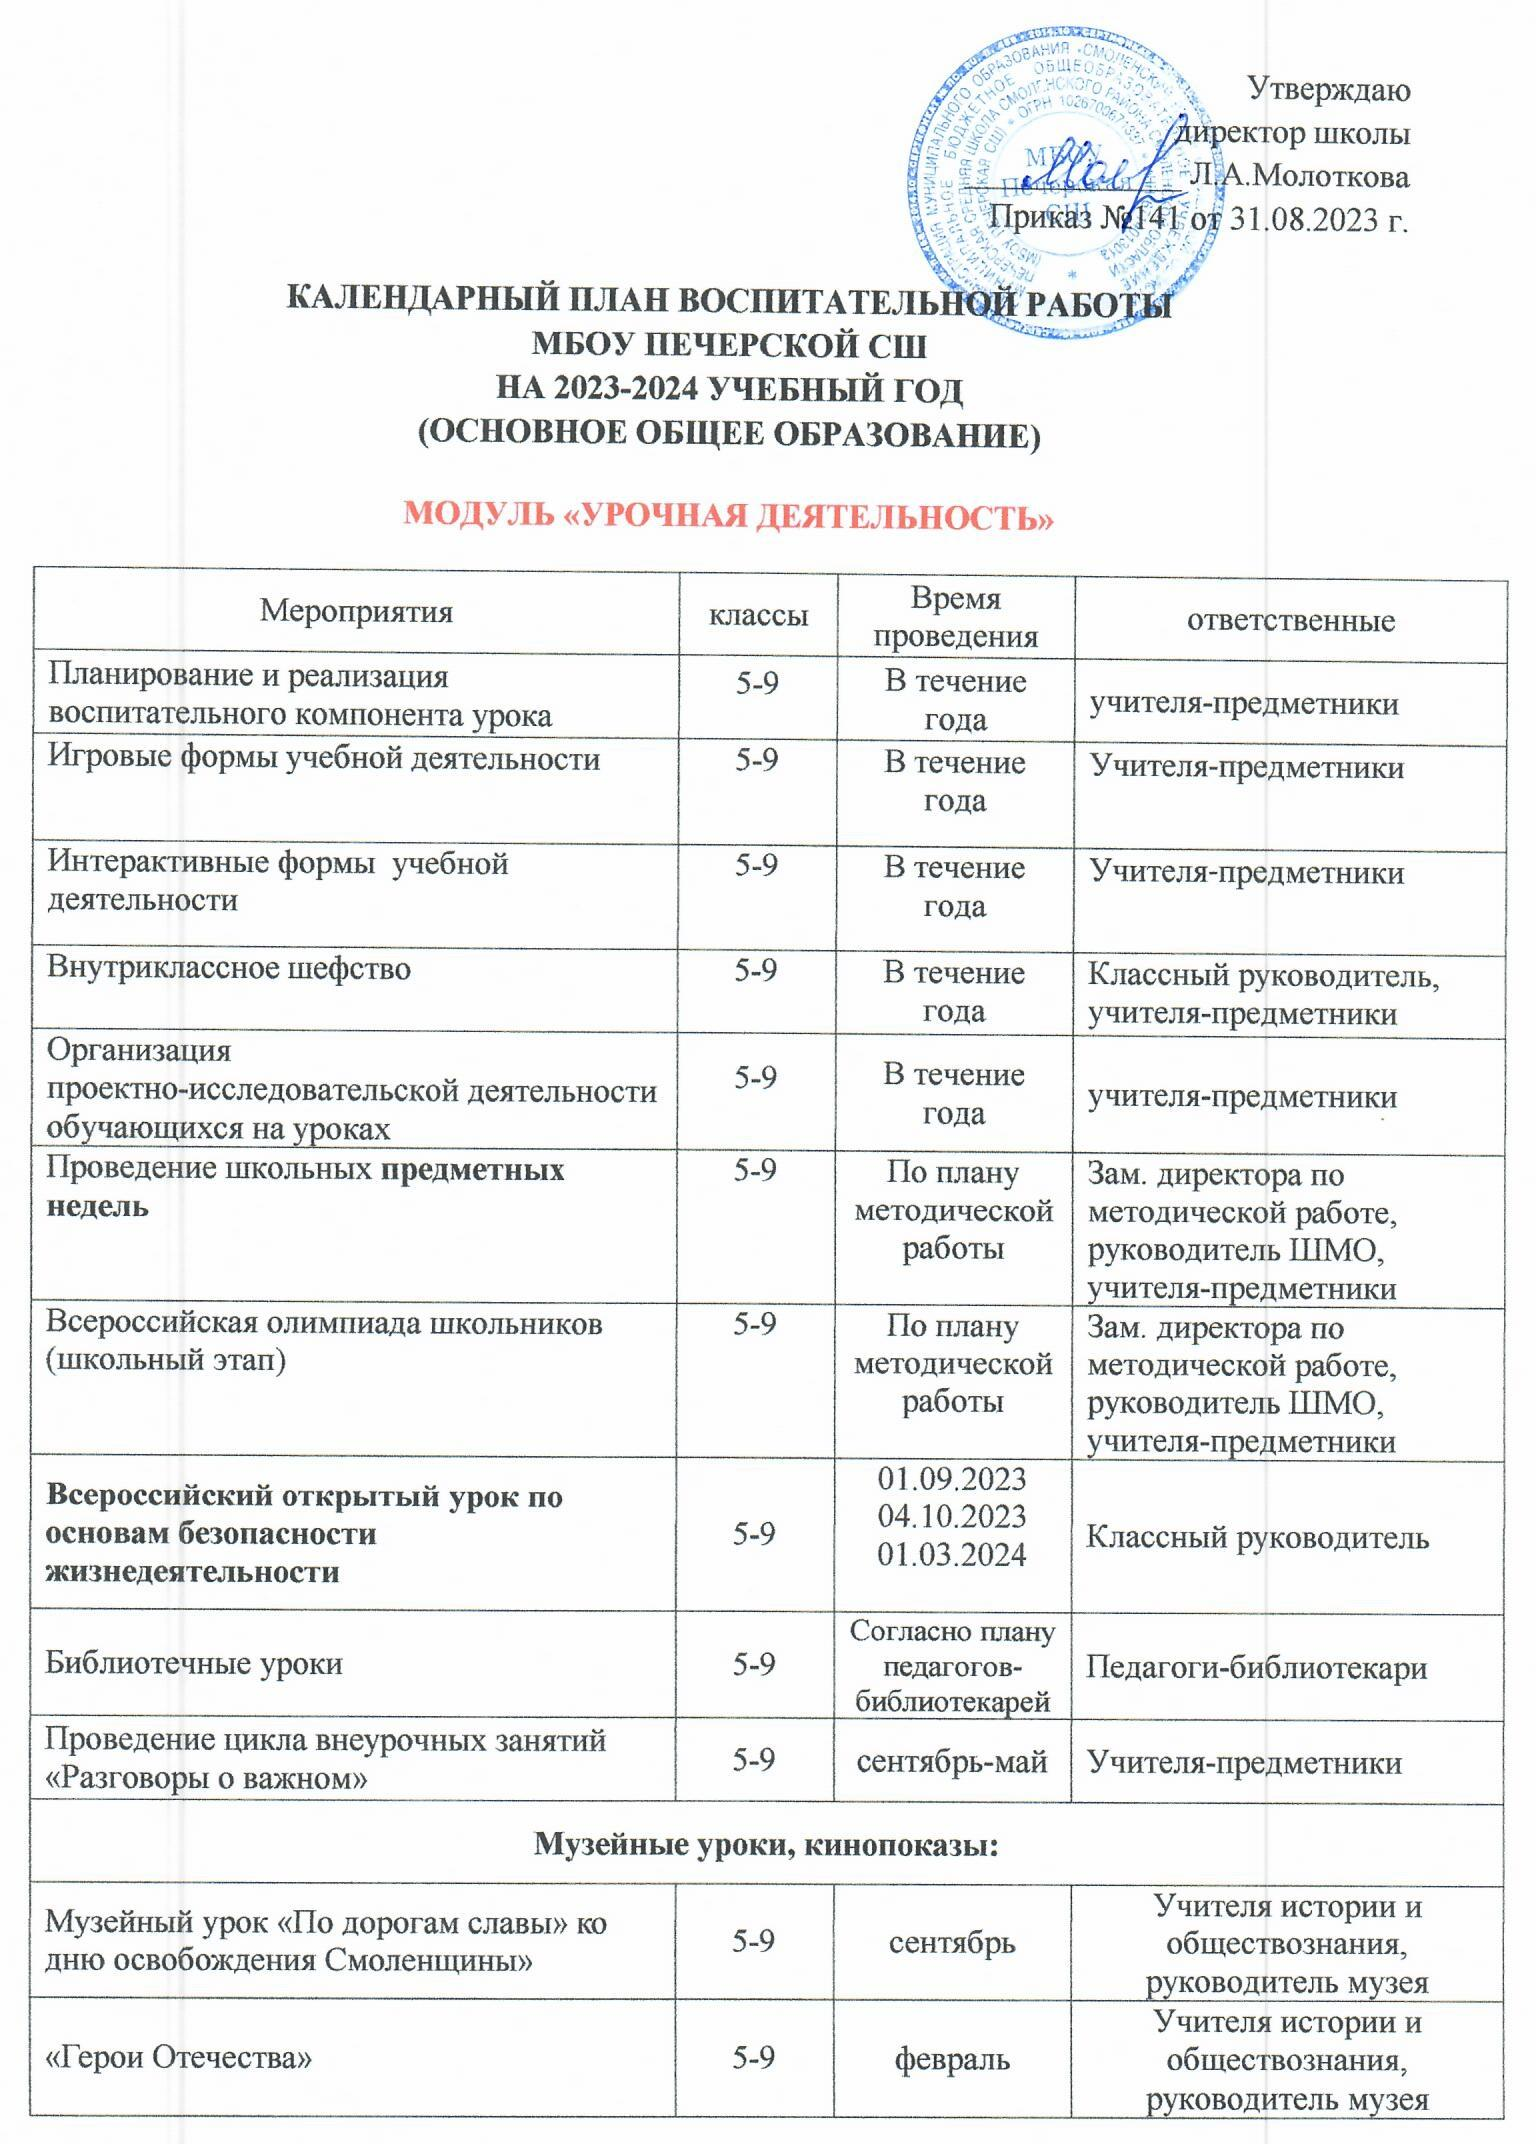 Утверждаю
директор школы
Л.А.Молоткова
Приказ №141 от 31.08.2023 г.
МБОУ
Печерская
СШ
КАЛЕНДАРНЫЙ ПЛАН ВОСПИТАТЕЛЬНОЙ РАБОТЫ
МБОУ ПЕЧЕРСКОЙ СШ
НА 2023-2024 УЧЕБНЫЙ ГОД
(ОСНОВНОЕ ОБЩЕЕ ОБРАЗОВАНИЕ)
МОДУЛЬ «УРОЧНАЯ ДЕЯТЕЛЬНОСТЬ»
Мероприятия
классы
Время
проведения
ответственные
Планирование и реализация
воспитательного компонента урока
5-9
В течение
года
учителя-предметники
Игровые формы учебной деятельности
5-9
В течение
года
Учителя-предметники
Интерактивные формы учебной
деятельности
5-9
В течение
года
Учителя-предметники
Внутриклассное шефство
5-9
В течение
года
Классный руководитель,
учителя-предметники
Организация
проектно-исследовательской деятельности
обучающихся на уроках
5-9
В течение
года
учителя-предметники
Проведение школьных предметных
недель
5-9
По плану
методической
работы
Зам. директора по
методической работе,
руководитель ШМО,
учителя-предметники
Всероссийская олимпиада школьников
(школьный этап)
5-9
По плану
методической
работы
Зам. директора по
методической работе,
руководитель ШМО,
учителя-предметники
Всероссийский открытый урок по
основам безопасности
жизнедеятельности
5-9
01.09.2023
04.10.2023
01.03.2024
Классный руководитель
Библиотечные уроки
5-9
Согласно плану
педагогов-
библиотекарей
Педагоги-библиотекари
Проведение цикла внеурочных занятий
«Разговоры о важном»
5-9
сентябрь-май
Учителя-предметники
Музейные уроки, кинопоказы:
Музейный урок «По дорогам славы» ко
дню освобождения Смоленщины»
5-9
сентябрь
Учителя истории и
обществознания,
руководитель музея
«Герои Отечества»
5-9
февраль
Учителя истории и
обществознания,
руководитель музея